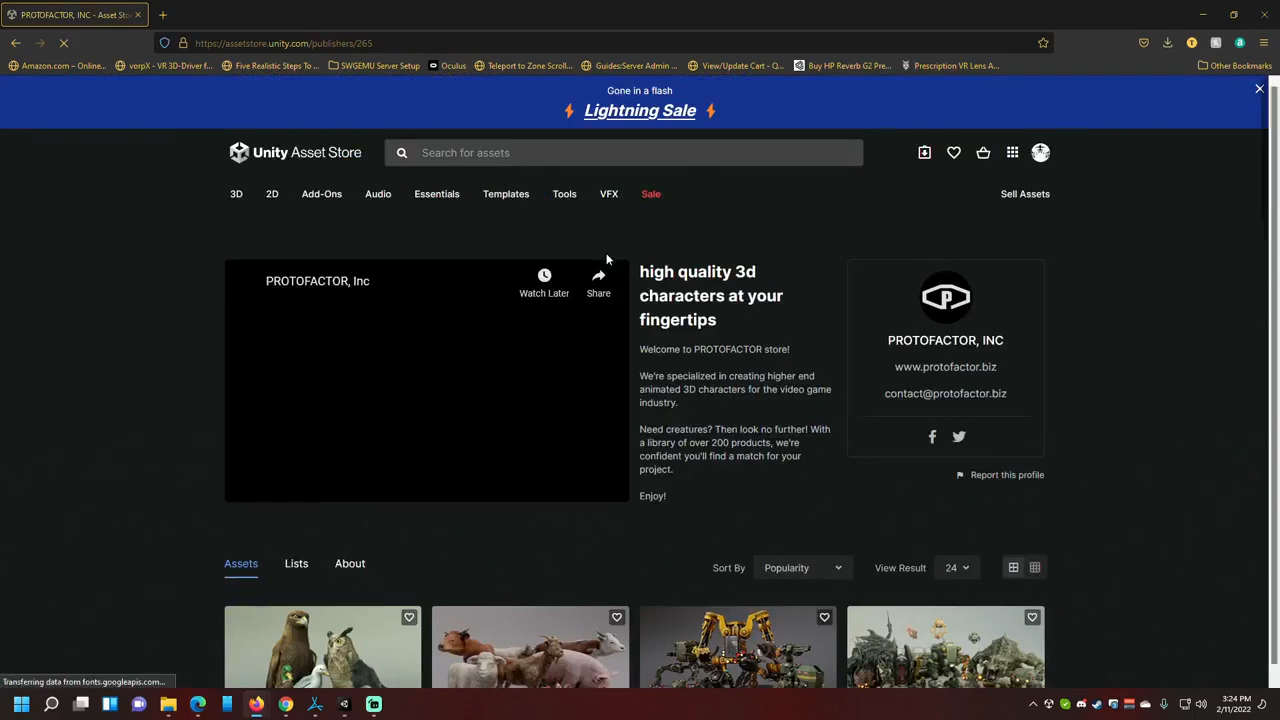 PROTOFACTOR, INC - Asset Sto
https://assetstore.unity.com/publishers/265
Amazon.com – Online...
vorpX - VR 3D-Driver f...
Five Realistic Steps To ...
SWGEMU Server Setup
Oculus
Teleport to Zone Scroll...
Guides:Server Admin ...
View/Update Cart - Q...
Buy HP Reverb G2 Pre...
Prescription VR Lens A...
Other Bookmarks
Gone in a flash
Lightning Sale
Unity Asset Store
Search for assets
3D 2D Add-Ons Audio Essentials Templates Tools VFX Sale Sell Assets
PROTOFACTOR, Inc
Watch Later
Share
high quality 3d
characters at your
fingertips
Welcome to PROTOFACTOR store!
We're specialized in creating higher end
animated 3D characters for the video game
industry.
Need creatures? Then look no further! With
a library of over 200 products, we're
confident you'll find a match for your
project.
Enjoy!
PROTOFACTOR, INC
www.protofactor.biz
contact@protofactor.biz
Report this profile
Assets Lists About
Sort By Popularity View Result 24
Transferring data from fonts.googleapis.com...
3:24 PM
2/11/2022